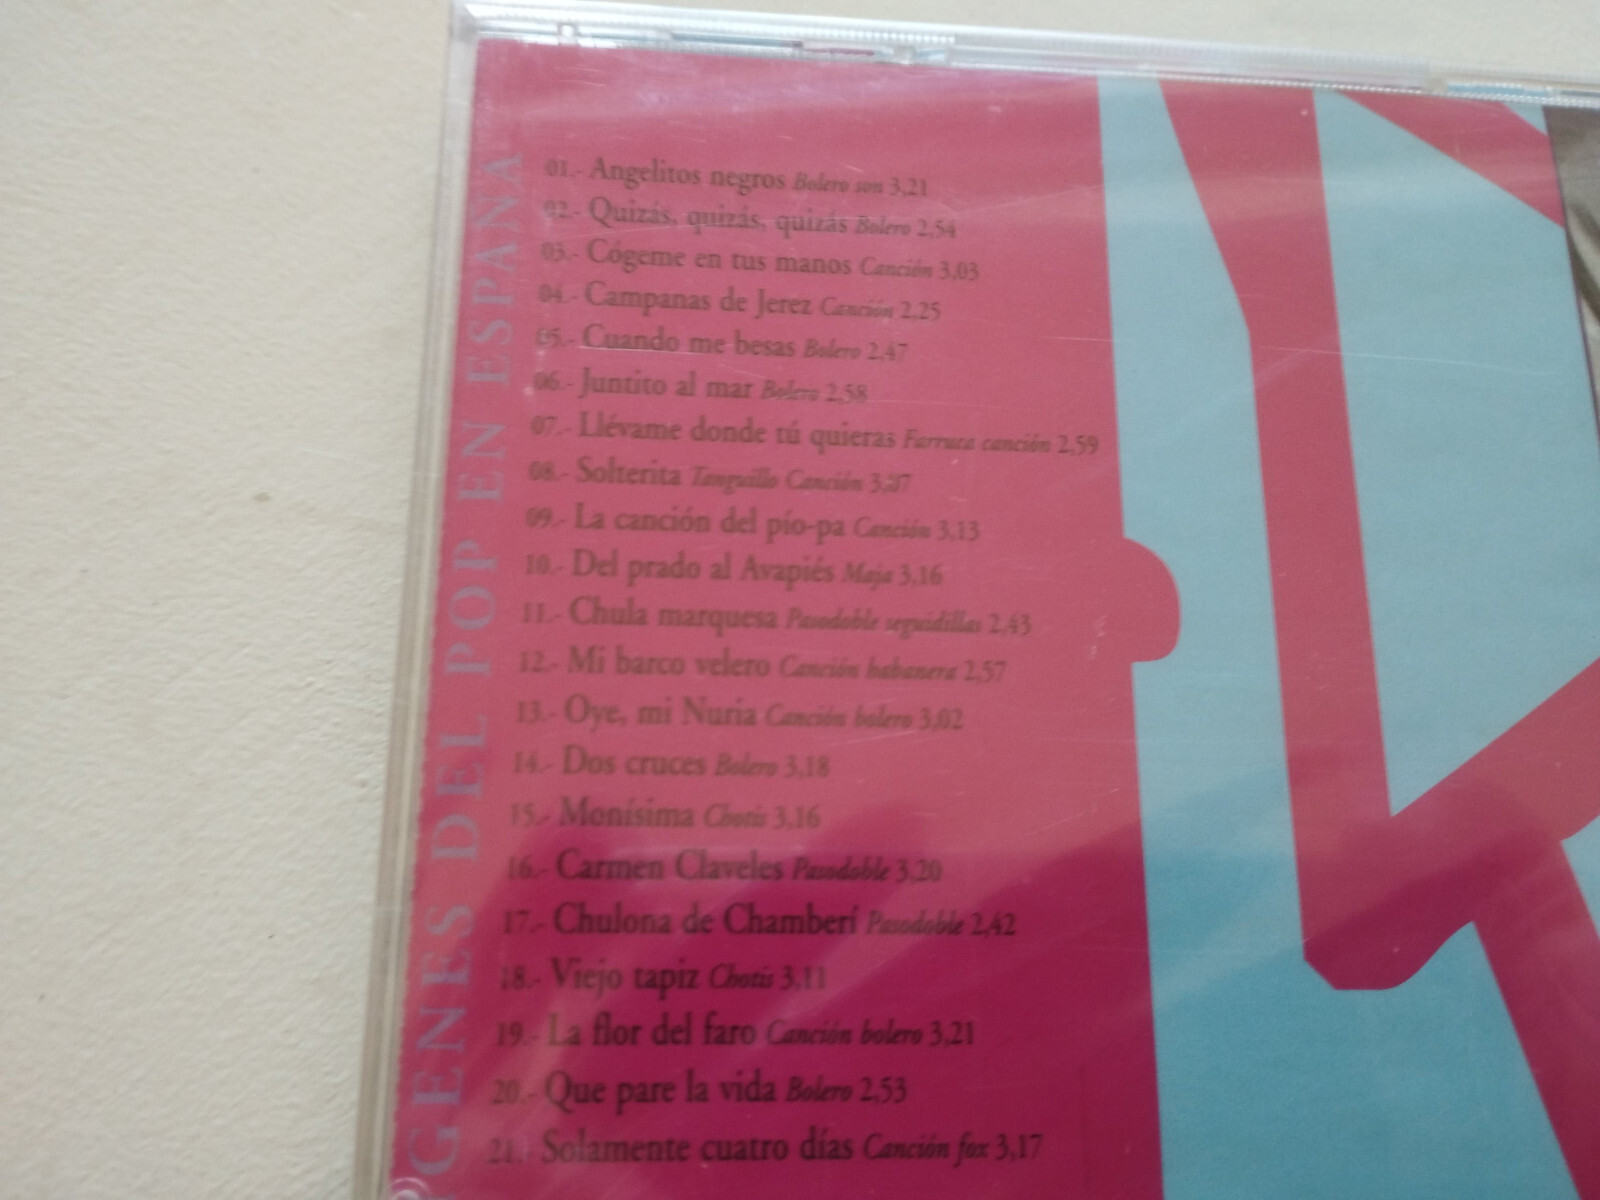 01.- Angelitos negros Bolero son 3,21
02.- Quizás, quizás, quizás Bolero 2,54
03.- Cógeme en tus manos Canción 3,03
04.- Campanas de Jerez Canción 2,25
05.- Cuando me besas Bolero 2,47
06.- Juntito al mar Bolero 2,58
07.- Llévame donde tú quieras Farruca canción 2,59
08.- Solterita Tanguillo Canción 3,07
09.- La canción del pío-pa Canción 3,13
10.- Del prado al Avapiés Maja 3,16
11.- Chula marquesa Pasodoble seguidillas 2,43
12.- Mi barco velero Canción habanera 2,57
13.- Oye, mi Nuria Canción bolero 3,02
14.- Dos cruces Bolero 3,18
15.- Monísima Chotis 3,16
16.- Carmen Claveles Pasodoble 3,20
17.- Chulona de Chamberí Pasodoble 2,42
18.- Viejo tapiz Chotis 3,11
19.- La flor del faro Canción bolero 3,21
20.- Que pare la vida Bolero 2,53
21.- Solamente cuatro días Canción fox 3,17
ÍGENES DEL POP EN ESPAÑA